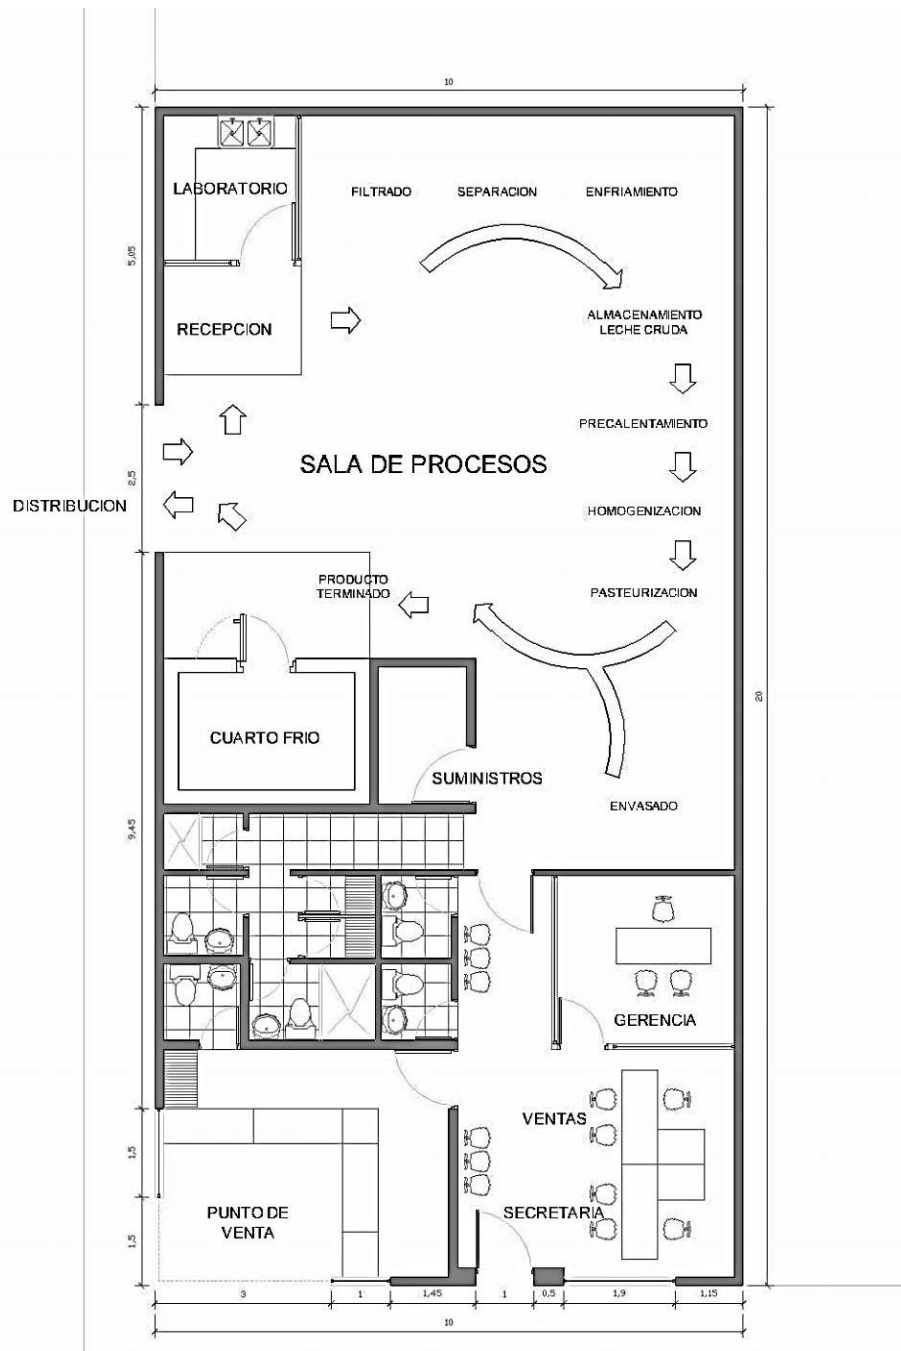 10
LABORATORIO
FILTRADO
SEPARACION
ENFRIAMIENTO
5,05
RECEPCION
ALMACENAMIENTO
LECHE CRUDA
PRECALENTAMIENTO
SALA DE PROCESOS
2,5
DISTRIBUCION
HOMOGENIZACION
PRODUCTO
TERMINADO
PASTEURIZACION
20
CUARTO FRIO
SUMINISTROS
ENVASADO
9,45
GERENCIA
VENTAS
1,5
PUNTO DE
VENTA
SECRETARIA
1,5
3
1
1,45
1
0,5
1,9
1,15
10